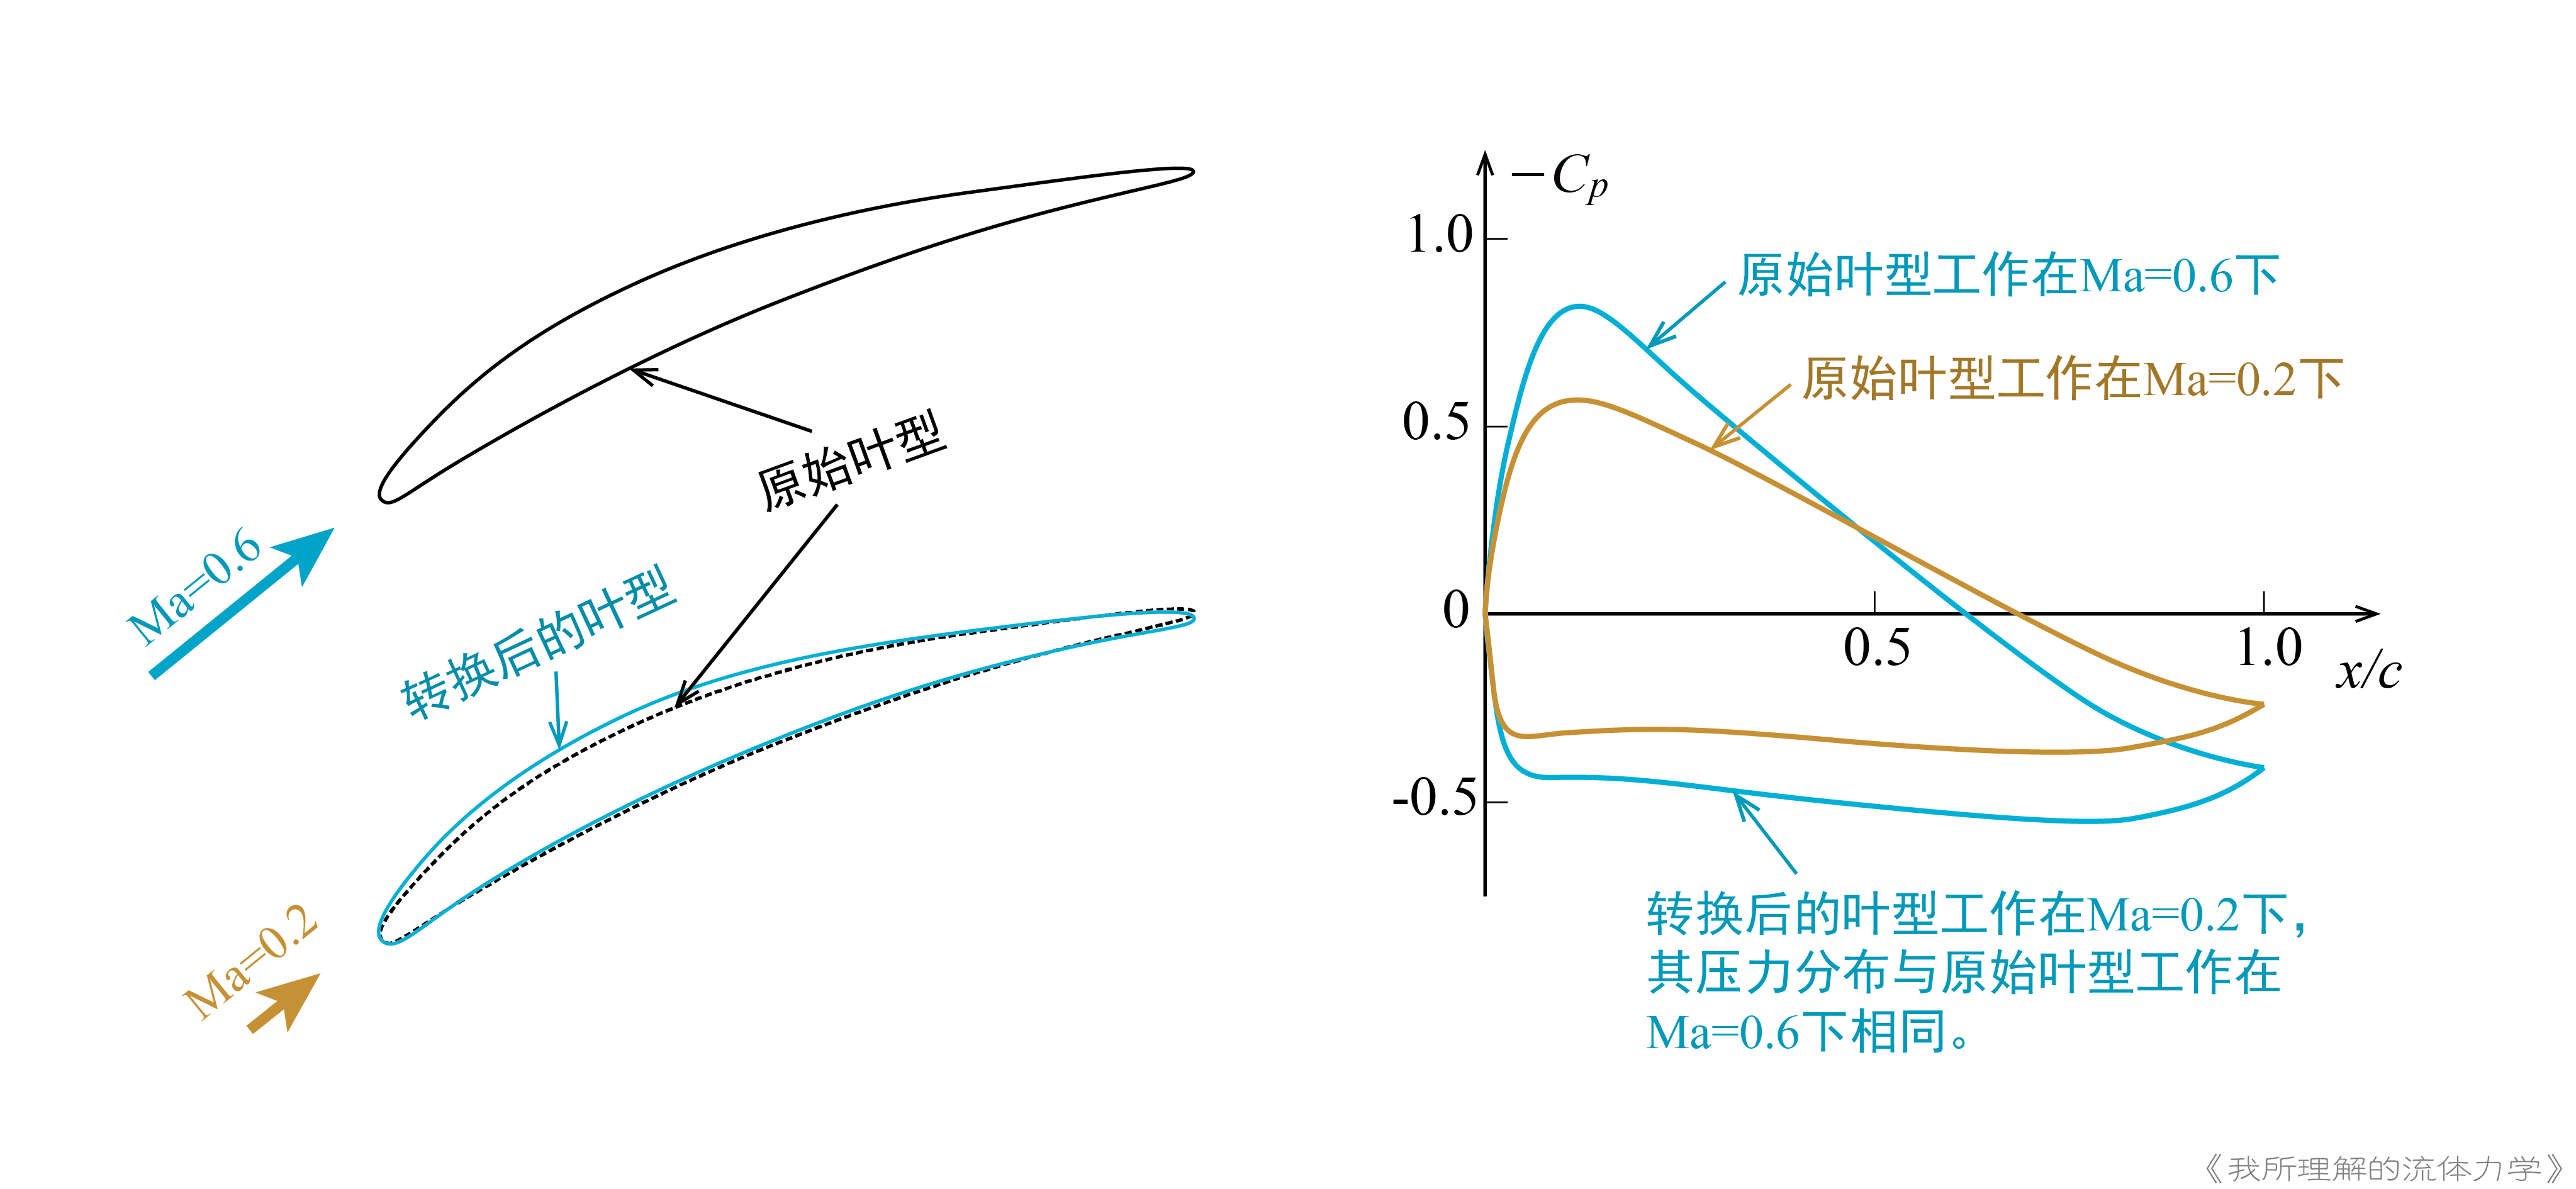 原始叶型
Ma=0.6
转换后的叶型
Ma=0.2
−Cp
1.0
0.5
0
-0.5
0.5
1.0
x/c
原始叶型工作在Ma=0.6下
原始叶型工作在Ma=0.2下
转换后的叶型工作在Ma=0.2下，
其压力分布与原始叶型工作在
Ma=0.6下相同。
《我所理解的流体力学》